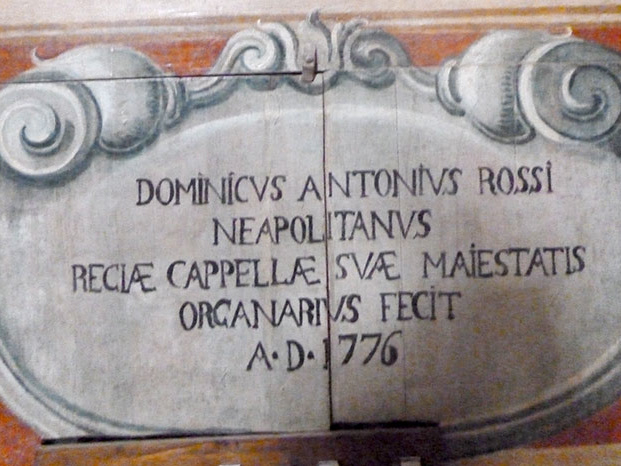 DOMINICVS ANTONIVS ROSSI
NEAPOLITANVS
RECIÆ CAPPELLÆ SVÆ MAIESTATIS
ORGANARIVS FECIT
A·D·1776